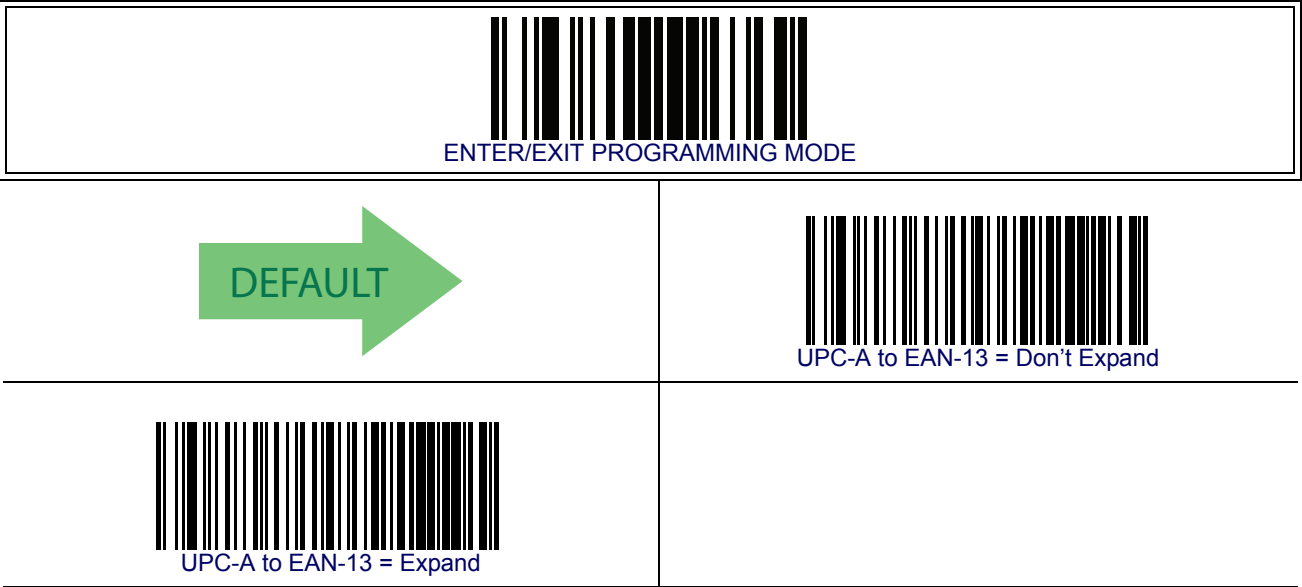 ENTER/EXIT PROGRAMMING MODE
DEFAULT
UPC-A to EAN-13 = Don’t Expand
UPC-A to EAN-13 = Expand